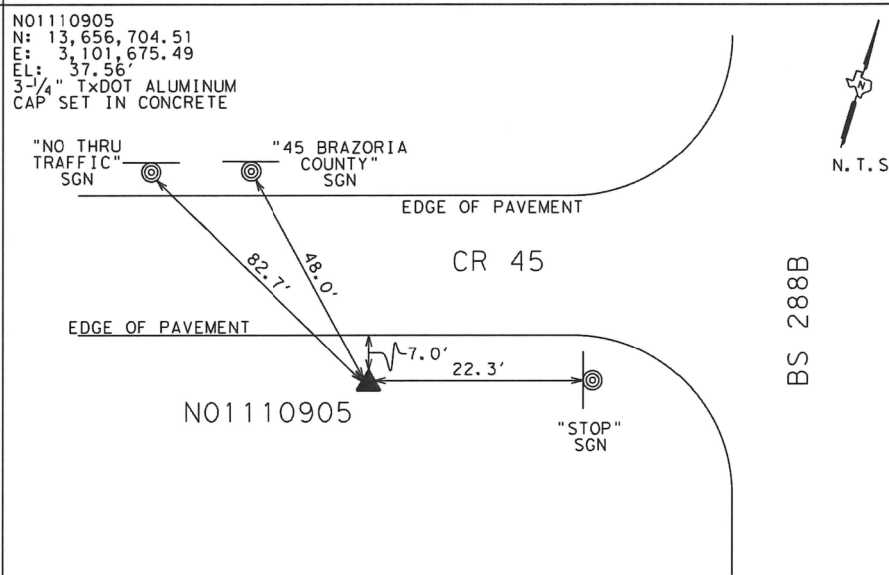 N01110905
N: 13,656,704.51
E: 3,101,675.49
EL: 37.56'
3-1/4" TxDOT ALUMINUM
CAP SET IN CONCRETE
N
N.T.S
"NO THRU
TRAFFIC"
SGN
"45 BRAZORIA
COUNTY"
SGN
EDGE OF PAVEMENT
CR 45
82.7'
48.0'
BS 288B
EDGE OF PAVEMENT
7.0'
22.3'
N01110905
"STOP"
SGN